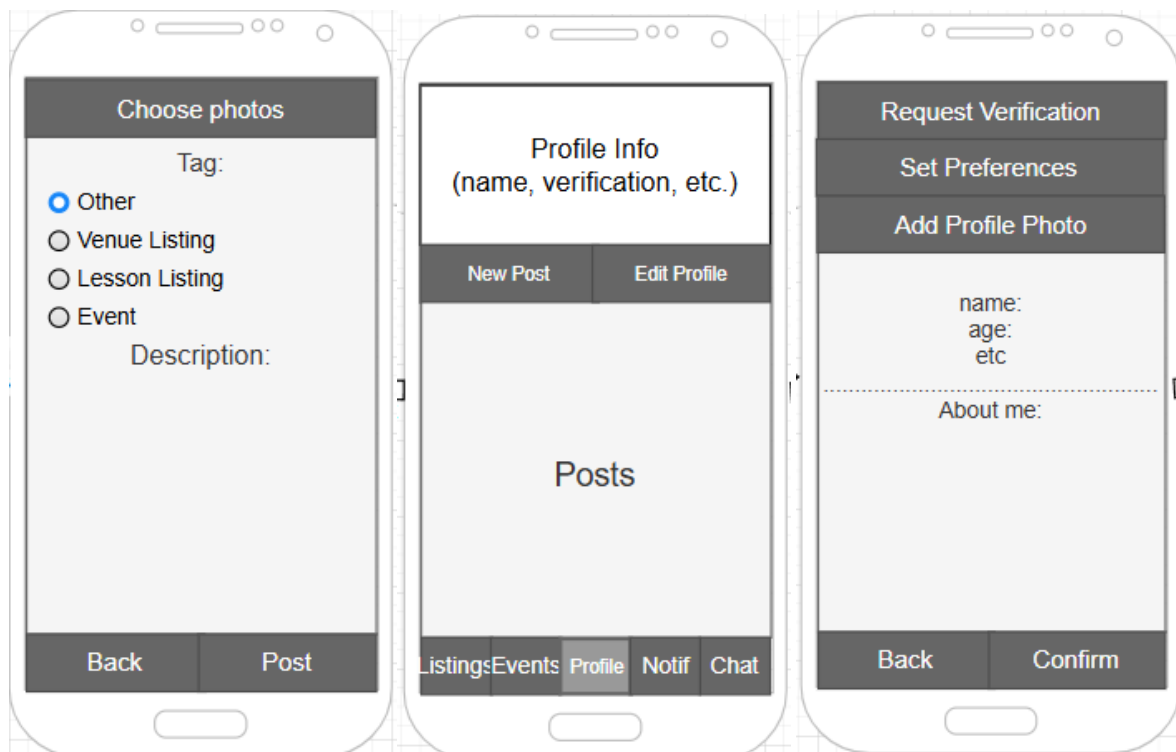 Choose photos
Tag:
Other
Venue Listing
Lesson Listing
Event
Description:
Back Post
Profile Info
(name, verification, etc.)
New Post Edit Profile
Posts
Listings Events Profile Notif Chat
Request Verification
Set Preferences
Add Profile Photo
name:
age:
etc
About me:
Back Confirm